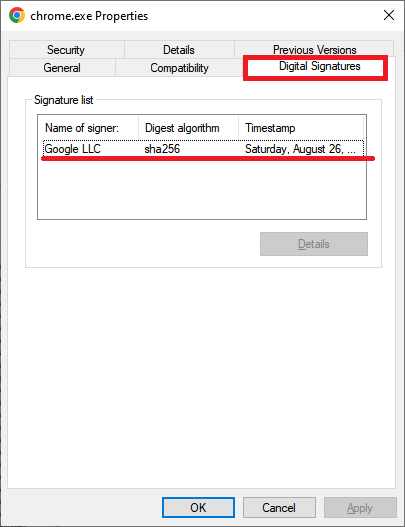 chrome.exe Properties
Security Details Previous Versions
General Compatibility Digital Signatures
Signature list
Name of signer: Digest algorithm Timestamp
Google LLC sha256 Saturday, August 26, ...
Details
OK Cancel Apply